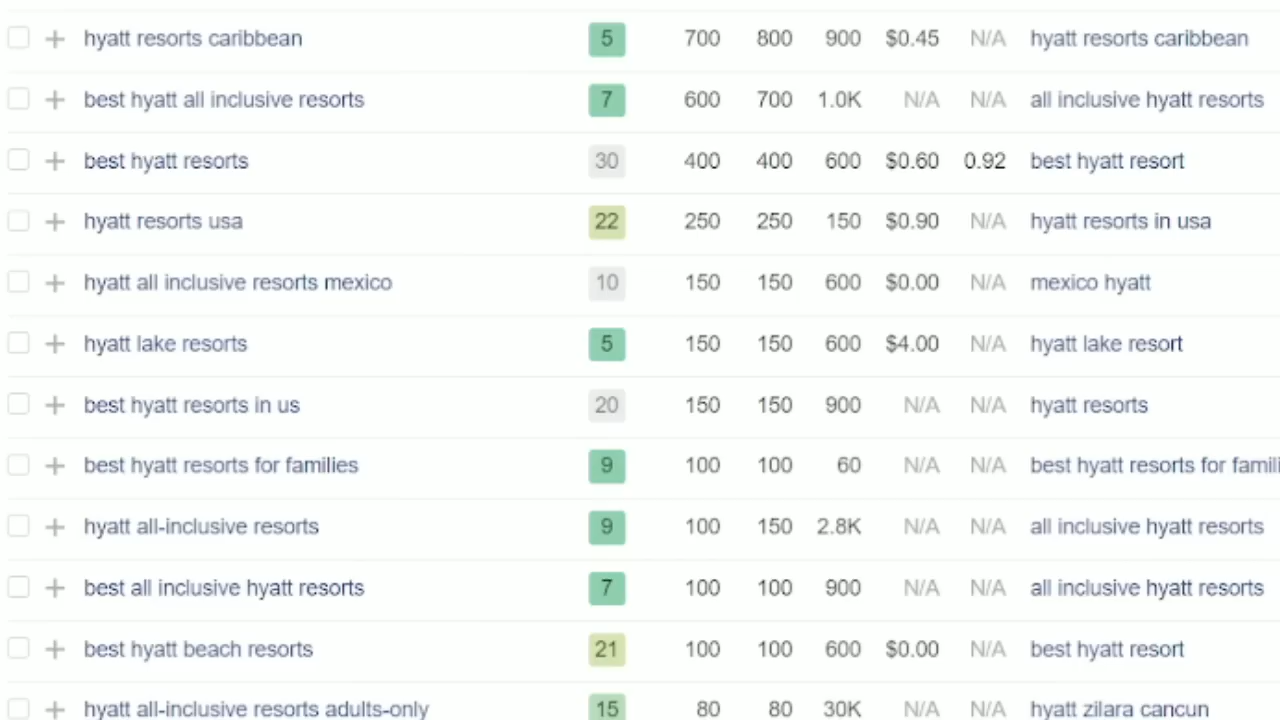 hyatt resorts caribbean 5 700 800 900 $0.45 N/A hyatt resorts caribbean
best hyatt all inclusive resorts 7 600 700 1.0K N/A N/A all inclusive hyatt resorts
best hyatt resorts 30 400 400 600 $0.60 0.92 best hyatt resort
hyatt resorts usa 22 250 250 150 $0.90 N/A hyatt resorts in usa
hyatt all inclusive resorts mexico 10 150 150 600 $0.00 N/A mexico hyatt
hyatt lake resorts 5 150 150 600 $4.00 N/A hyatt lake resort
best hyatt resorts in us 20 150 150 900 N/A N/A hyatt resorts
best hyatt resorts for families 9 100 100 60 N/A N/A best hyatt resorts for famili
hyatt all-inclusive resorts 9 100 150 2.8K N/A N/A all inclusive hyatt resorts
best all inclusive hyatt resorts 7 100 100 900 N/A N/A all inclusive hyatt resorts
best hyatt beach resorts 21 100 100 600 $0.00 N/A best hyatt resort
hyatt all-inclusive resorts adults-only 15 80 80 30K N/A N/A hyatt zilara cancun